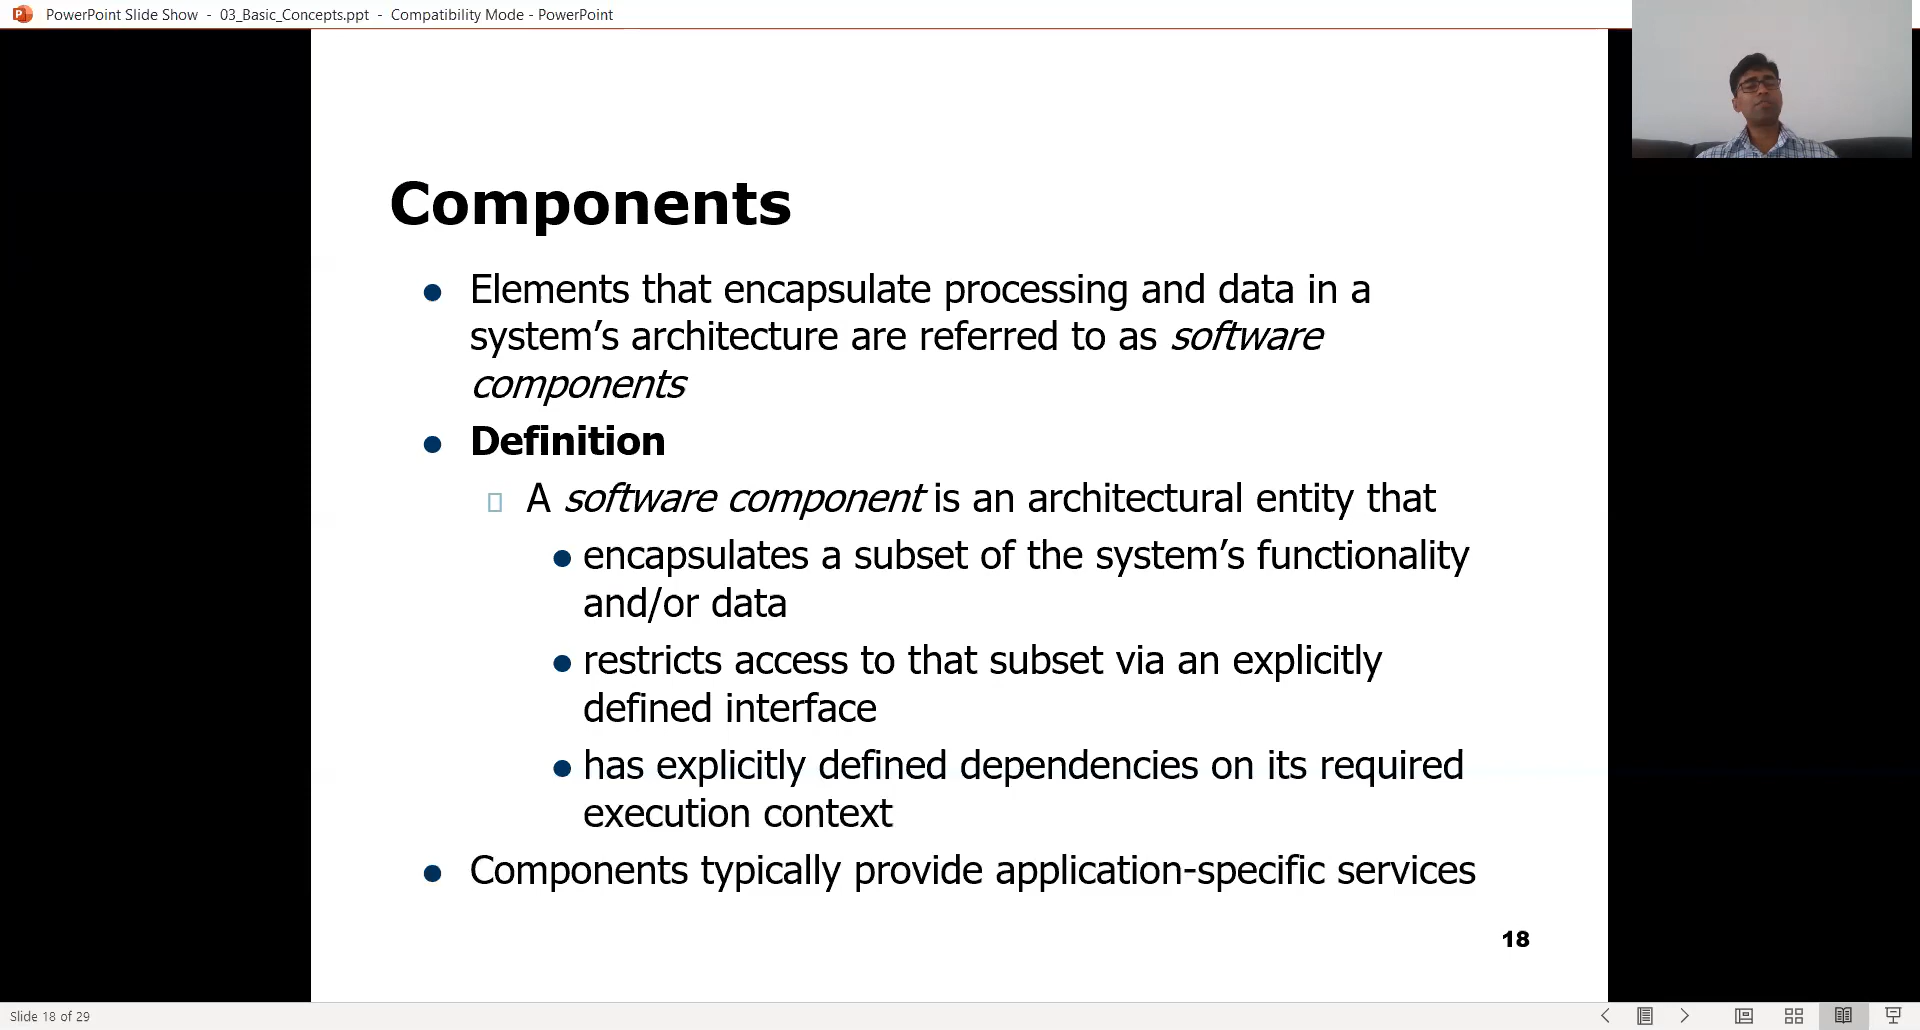 PowerPoint Slide Show - 03_Basic_Concepts.ppt - Compatibility Mode - PowerPoint
Components
Elements that encapsulate processing and data in a
system’s architecture are referred to as software
components
Definition
A software component is an architectural entity that
encapsulates a subset of the system’s functionality
and/or data
restricts access to that subset via an explicitly
defined interface
has explicitly defined dependencies on its required
execution context
Components typically provide application-specific services
18
Slide 18 of 29